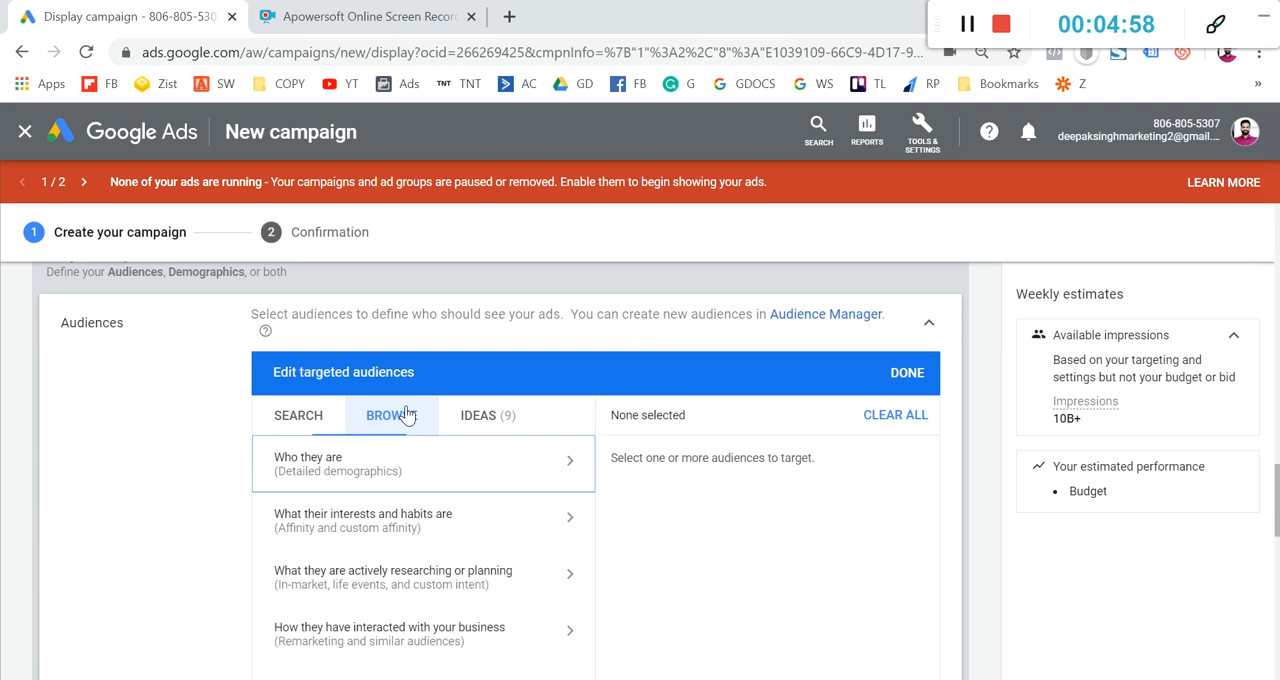 Display campaign - 806-805-530
Apowersoft Online Screen Recor
00:04:58
ads.google.com/aw/campaigns/new/display?ocid=266269425&cmpnInfo=%7B"1"%3A2%2C"8"%3A"E1039109-66C9-4D17-9...
Apps FB Zist SW COPY YT Ads TNT TNT AC GD FB G GDOCS WS TL RP Bookmarks Z »
Google Ads New campaign
SEARCH REPORTS TOOLS & SETTINGS
806-805-5307
deepaksinghmarketing2@gmail....
1 / 2 None of your ads are running - Your campaigns and ad groups are paused or removed. Enable them to begin showing your ads. LEARN MORE
1 Create your campaign 2 Confirmation
Define your Audiences, Demographics, or both
Audiences
Select audiences to define who should see your ads. You can create new audiences in Audience Manager.
Edit targeted audiences DONE
SEARCH IDEAS (9) None selected CLEAR ALL
Who they are
(Detailed demographics)
Select one or more audiences to target.
What their interests and habits are
(Affinity and custom affinity)
What they are actively researching or planning
(In-market, life events, and custom intent)
How they have interacted with your business
(Remarketing and similar audiences)
Weekly estimates
Available impressions
Based on your targeting and
settings but not your budget or bid
Impressions
10B+
Your estimated performance
Budget